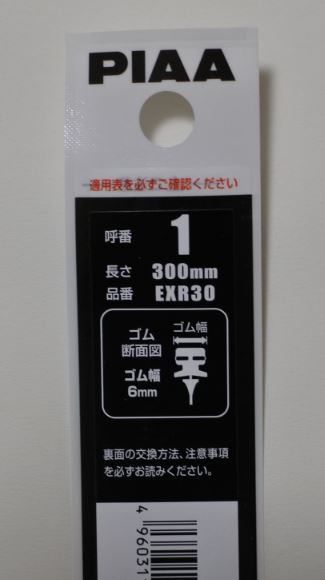 PIAA
適用表を必ずご確認ください
呼番 1
長さ 300mm
品番 EXR30
ゴム断面図
ゴム幅
ゴム幅
6mm
裏面の交換方法、注意事項
を必ずお読みください。
4 96031